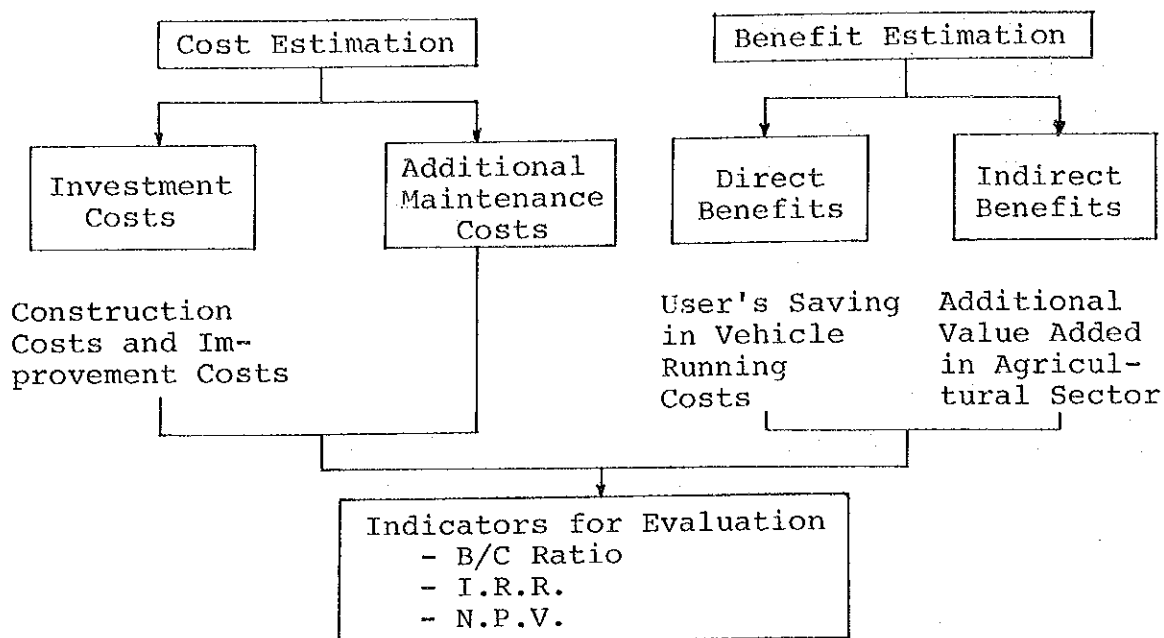 Cost Estimation
Benefit Estimation
Investment
Costs
Additional
Maintenance
Costs
Direct
Benefits
Indirect
Benefits
Construction
Costs and Im-
provement Costs
User's Saving
in Vehicle
Running
Costs
Additional
Value Added
in Agricul-
tural Sector
Indicators for Evaluation
- B/C Ratio
- I.R.R.
- N.P.V.